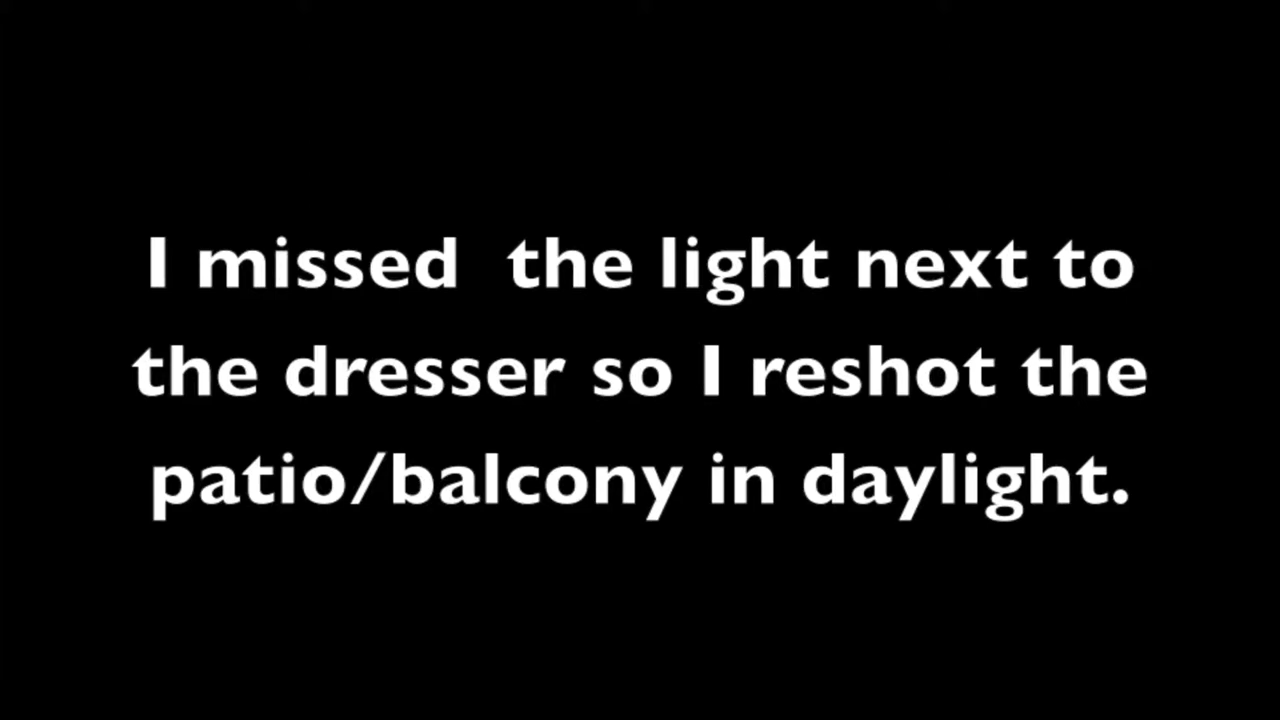 I missed  the light next to
the dresser so I reshot the
patio/balcony in daylight.